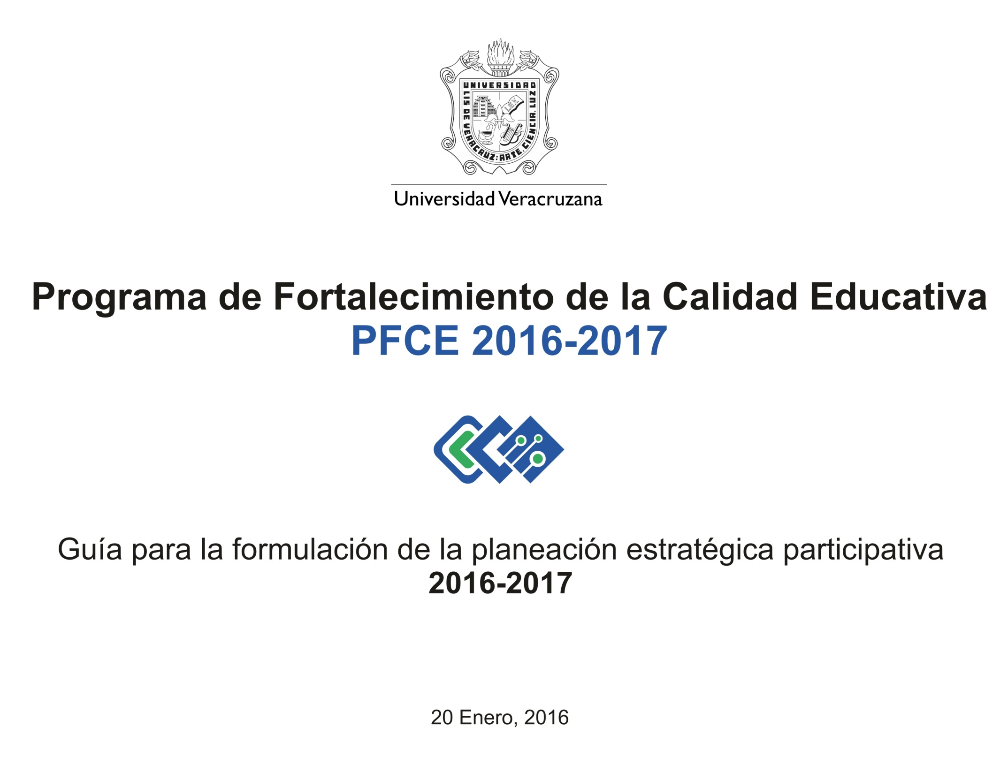 UNIVERSIDAD
LIS DE VERACRUZ: ARTE, CIENCIA, LUZ
LEX
Universidad Veracruzana
Programa de Fortalecimiento de la Calidad Educativa
PFCE 2016-2017
Guía para la formulación de la planeación estratégica participativa
2016-2017
20 Enero, 2016